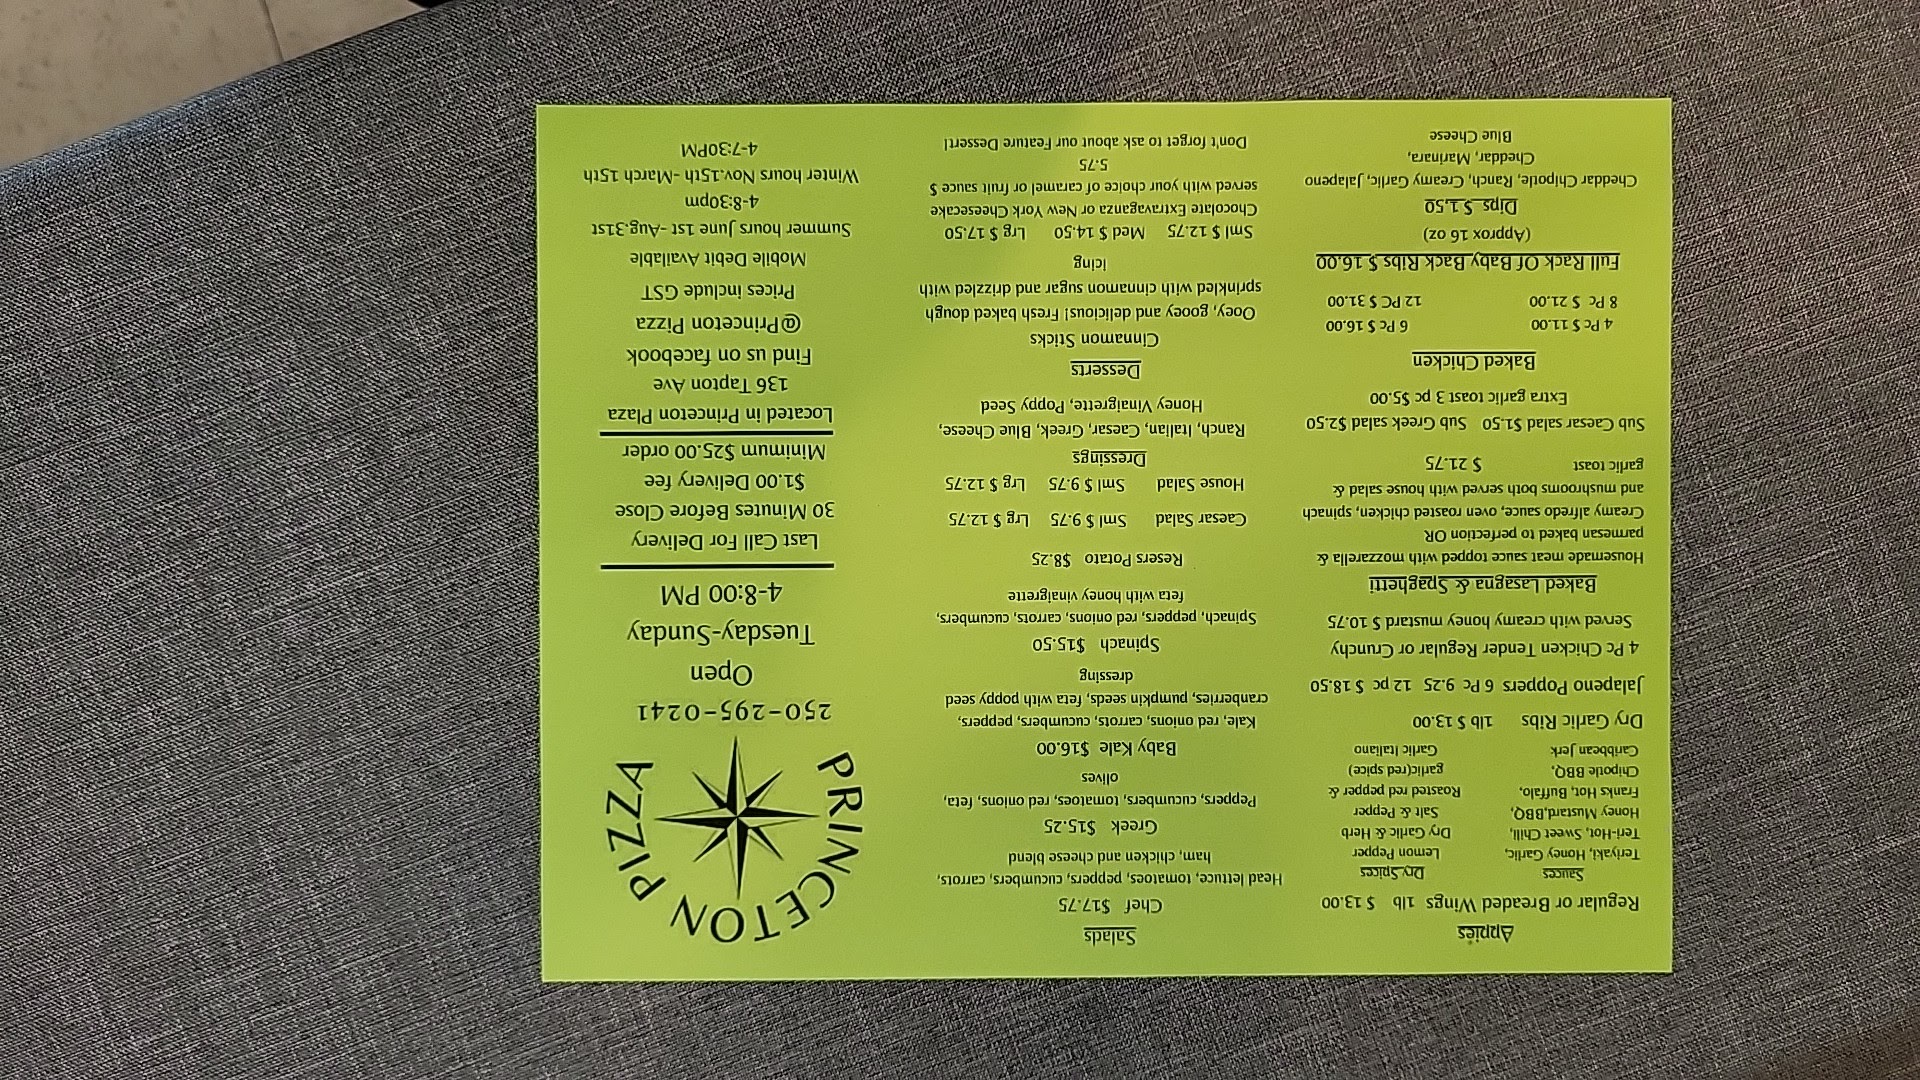 Appies
Regular or Breaded Wings 1lb $ 13.00
Sauces Dry Spices
Teriyaki, Honey Garlic, Lemon Pepper
Teri-Hot, Sweet Chili, Dry Garlic & Herb
Honey Mustard,BBQ, Salt & Pepper
Franks Hot, Buffalo, Roasted red pepper &
Chipotle BBQ, garlic(red spice)
Caribbean Jerk Garlic Italiano
Dry Garlic Ribs 1lb $ 13.00
Jalapeno Poppers 6 Pc 9.25 12 pc $ 18.50
4 Pc Chicken Tender Regular or Crunchy
Served with creamy honey mustard $ 10.75
Baked Lasagna & Spaghetti
Housemade meat sauce topped with mozzarella &
parmesan baked to perfection OR
Creamy alfredo sauce, oven roasted chicken, spinach
and mushrooms both served with house salad &
garlic toast $ 21.75
Sub Caesar salad $1.50 Sub Greek salad $2.50
Extra garlic toast 3 pc $5.00
Baked Chicken
4 Pc $ 11.00 6 Pc $ 16.00
8 Pc $ 21.00 12 PC $ 31.00
Full Rack Of Baby Back Ribs $ 16.00
(Approx 16 oz)
Dips $ 1.50
Cheddar Chipotle, Ranch, Creamy Garlic, Jalapeno
Cheddar, Marinara,
Blue Cheese
Salads
Chef $17.75
Head lettuce, tomatoes, peppers, cucumbers, carrots,
ham, chicken and cheese blend
Greek $15.25
Peppers, cucumbers, tomatoes, red onions, feta,
olives
Baby Kale $16.00
Kale, red onions, carrots, cucumbers, peppers,
cranberries, pumpkin seeds, feta with poppy seed
dressing
Spinach $15.50
Spinach, peppers, red onions, carrots, cucumbers,
feta with honey vinaigrette
Resers Potato $8.25
Caesar Salad Sml $ 9.75 Lrg $ 12.75
House Salad Sml $ 9.75 Lrg $ 12.75
Dressings
Ranch, Italian, Caesar, Greek, Blue Cheese,
Honey Vinaigrette, Poppy Seed
Desserts
Cinnamon Sticks
Ooey, gooey and delicious! Fresh baked dough
sprinkled with cinnamon sugar and drizzled with
icing
Sml $ 12.75 Med $ 14.50 Lrg $ 17.50
Chocolate Extravaganza or New York Cheesecake
served with your choice of caramel or fruit sauce $
5.75
Don't forget to ask about our Feature Dessert!
PRINCETON PIZZA
250-295-0241
Open
Tuesday-Sunday
4-8:00 PM
Last Call For Delivery
30 Minutes Before Close
$1.00 Delivery fee
Minimum $25.00 order
Located in Princeton Plaza
136 Tapton Ave
Find us on facebook
@Princeton Pizza
Prices include GST
Mobile Debit Available
Summer hours June 1st -Aug.31st
4-8:30pm
Winter hours Nov.15th -March 15th
4-7:30PM